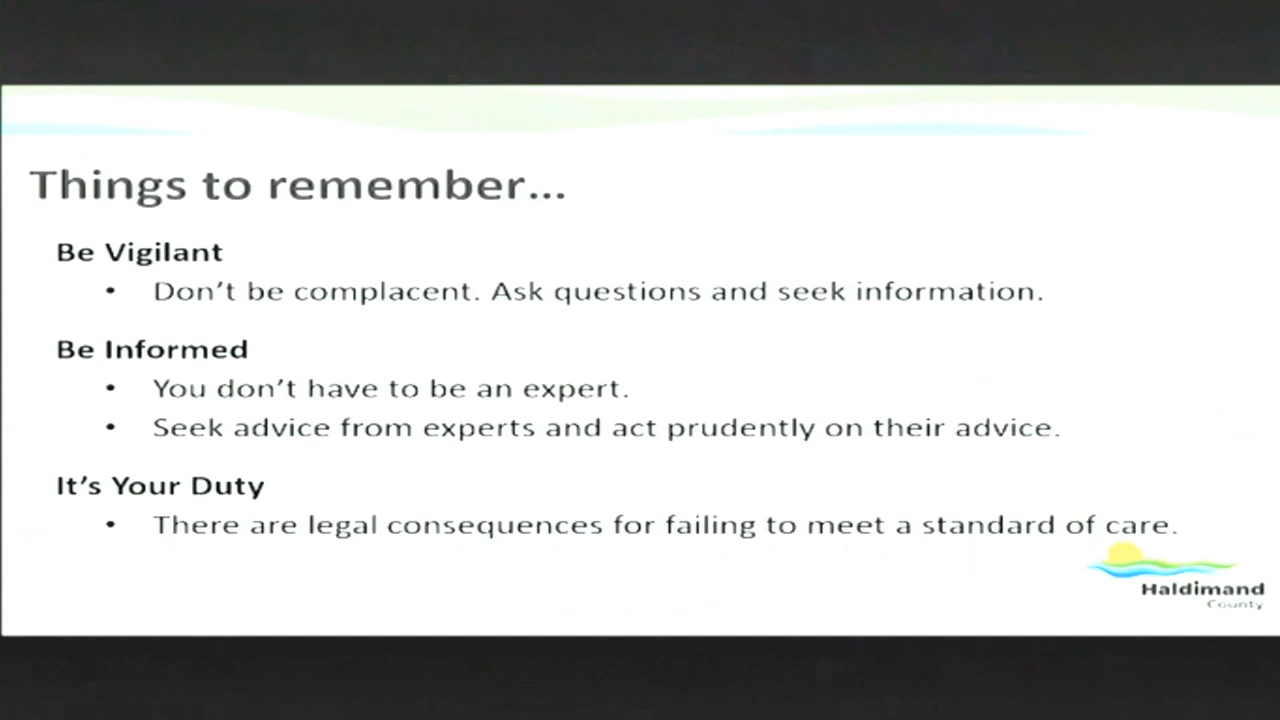 Things to remember...
Be Vigilant
• Don't be complacent. Ask questions and seek information.
Be Informed
• You don't have to be an expert.
• Seek advice from experts and act prudently on their advice.
It's Your Duty
• There are legal consequences for failing to meet a standard of care.
Haldimand
County